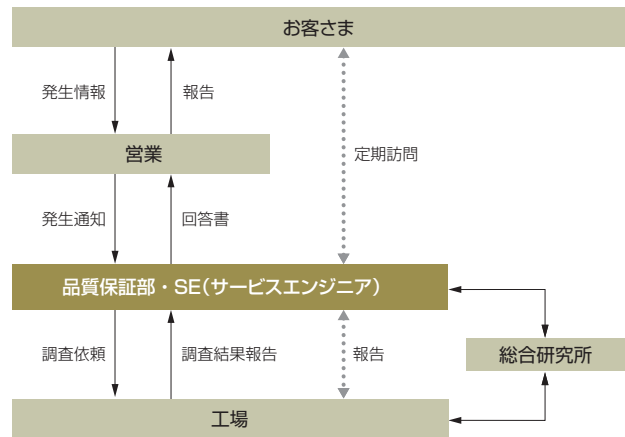 お客さま
発生情報
報告
定期訪問
営業
発生通知
回答書
品質保証部・SE(サービスエンジニア)
調査依頼
調査結果報告
報告
総合研究所
工場